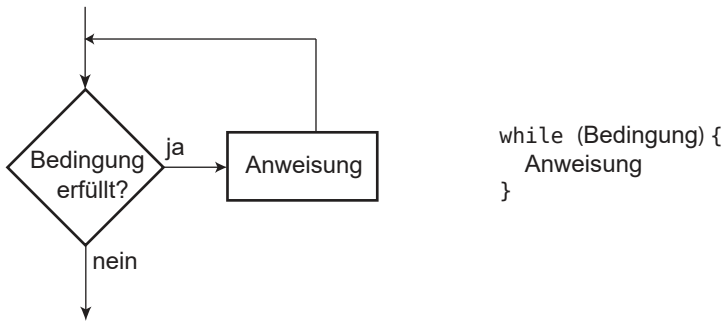 Bedingung
erfüllt?
ja
Anweisung
nein
while (Bedingung) {
Anweisung
}